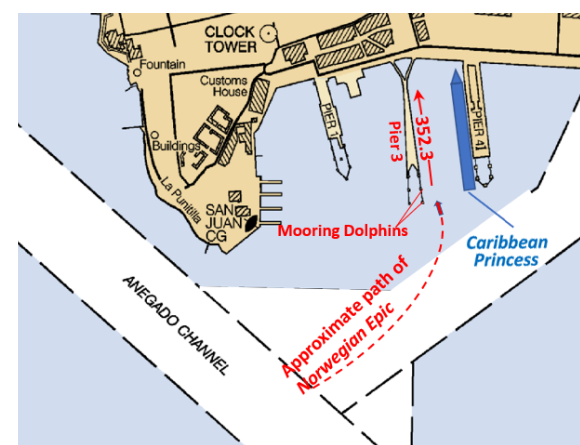 CLOCK
TOWER
Fountain
Customs
House
Buildings
La Puntilla
SAN
JUAN
CG
PIER 1
Pier 3
352.3
PIER 4
Mooring Dolphins
Caribbean
Princess
Approximate path of
Norwegian Epic
ANEGADO CHANNEL